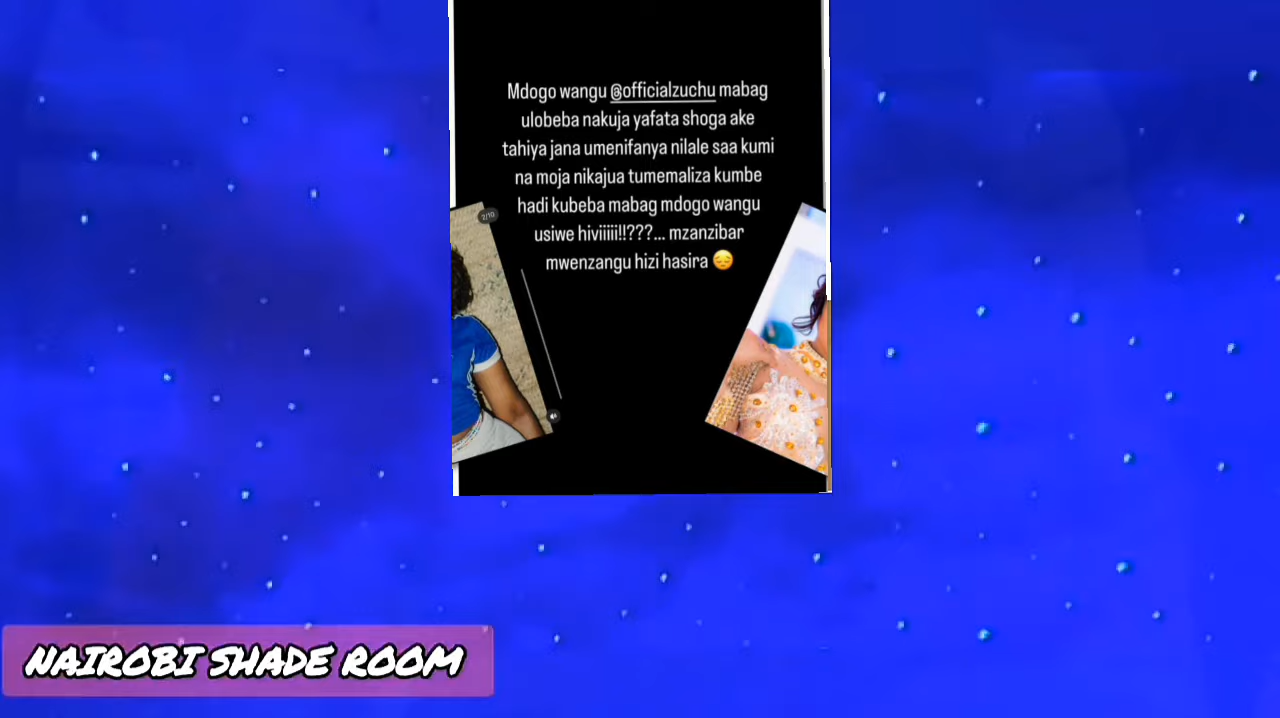 Mdogo wangu @officialzuchu mabag
ulobeba nakuja yafata shoga ake
tahiya jana umenifanya nilale saa kumi
na moja nikajua tumemaliza kumbe
hadi kubeba mabag mdogo wangu
usiwe hiviiiii!!???... mzanzibar
mwenzangu hizi hasira 😔
2/10
NAIROBI SHADE ROOM